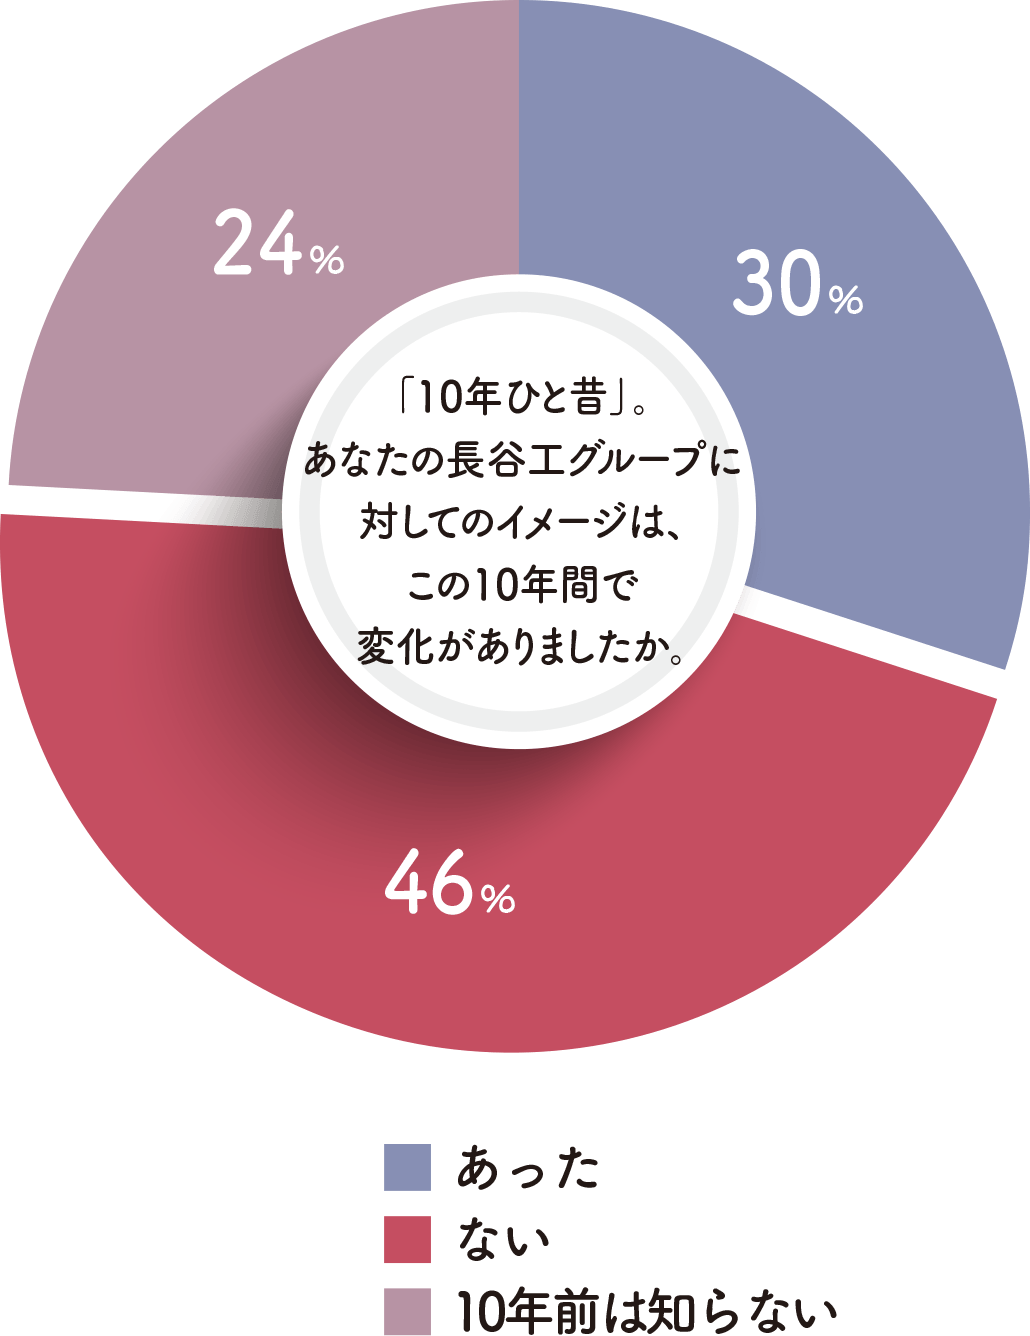 24%
30%
「10年ひと昔」。
あなたの長谷工グループに
対してのイメージは、
この10年間で
変化がありましたか。
46%
あった
ない
10年前は知らない